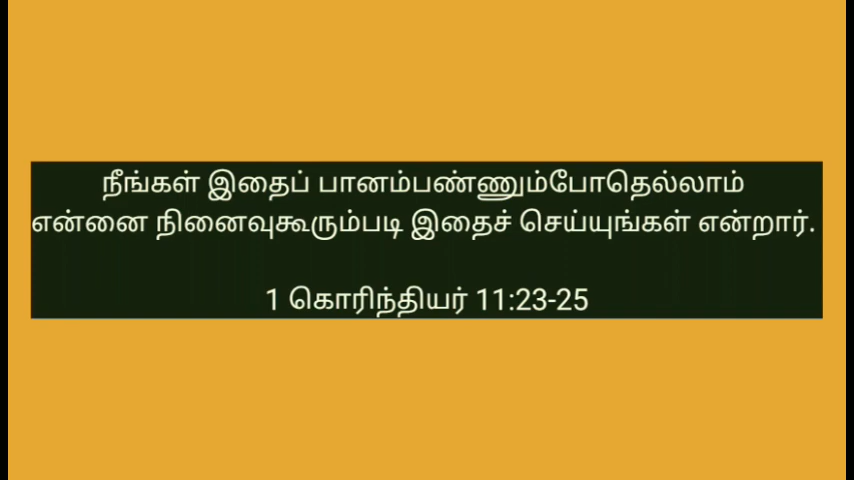 நீங்கள் இதைப் பானம்பண்ணும்போதெல்லாம்
என்னை நினைவுகூரும்படி இதைச் செய்யுங்கள் என்றார்.
1 கொரிந்தியர் 11:23-25